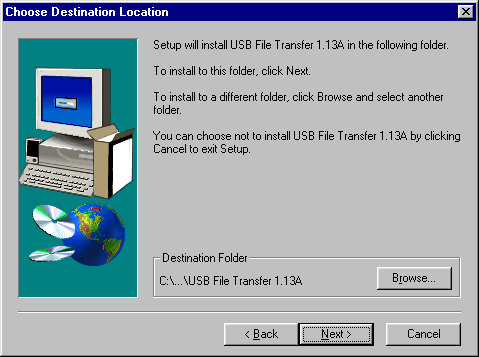 Choose Destination Location
Setup will install USB File Transfer 1.13A in the following folder.
To install to this folder, click Next.
To install to a different folder, click Browse and select another
folder.
You can choose not to install USB File Transfer 1.13A by clicking
Cancel to exit Setup.
Destination Folder
C:\...\USB File Transfer 1.13A
Browse...
< Back
Next >
Cancel